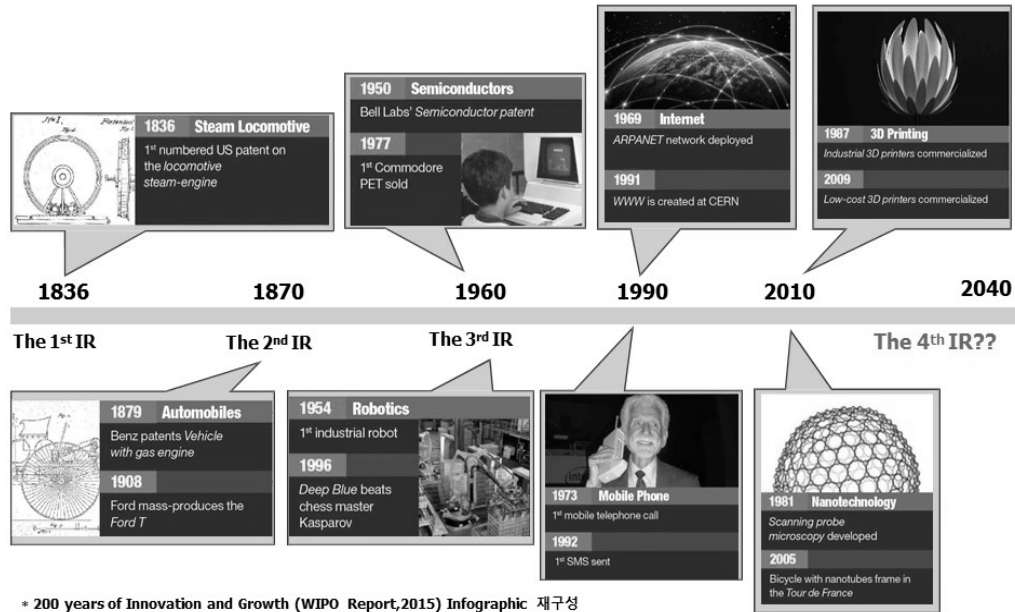 1836 Steam Locomotive
1st numbered US patent on
the locomotive
steam-engine
1950 Semiconductors
Bell Labs' Semiconductor patent
1977
1st Commodore
PET sold
1969 Internet
ARPANET network deployed
1991
WWW is created at CERN
1987 3D Printing
Industrial 3D printers commercialized
2009
Low-cost 3D printers commercialized
1836 1870 1960 1990 2010 2040
The 1st IR The 2nd IR The 3rd IR The 4th IR??
1879 Automobiles
Benz patents Vehicle
with gas engine
1908
Ford mass-produces the
Ford T
1954 Robotics
1st industrial robot
1996
Deep Blue beats
chess master
Kasparov
1973 Mobile Phone
1st mobile telephone call
1992
1st SMS sent
1981 Nanotechnology
Scanning probe
microscopy developed
2005
Bicycle with nanotubes frame in
the Tour de France
* 200 years of Innovation and Growth (WIPO Report,2015) Infographic 재구성